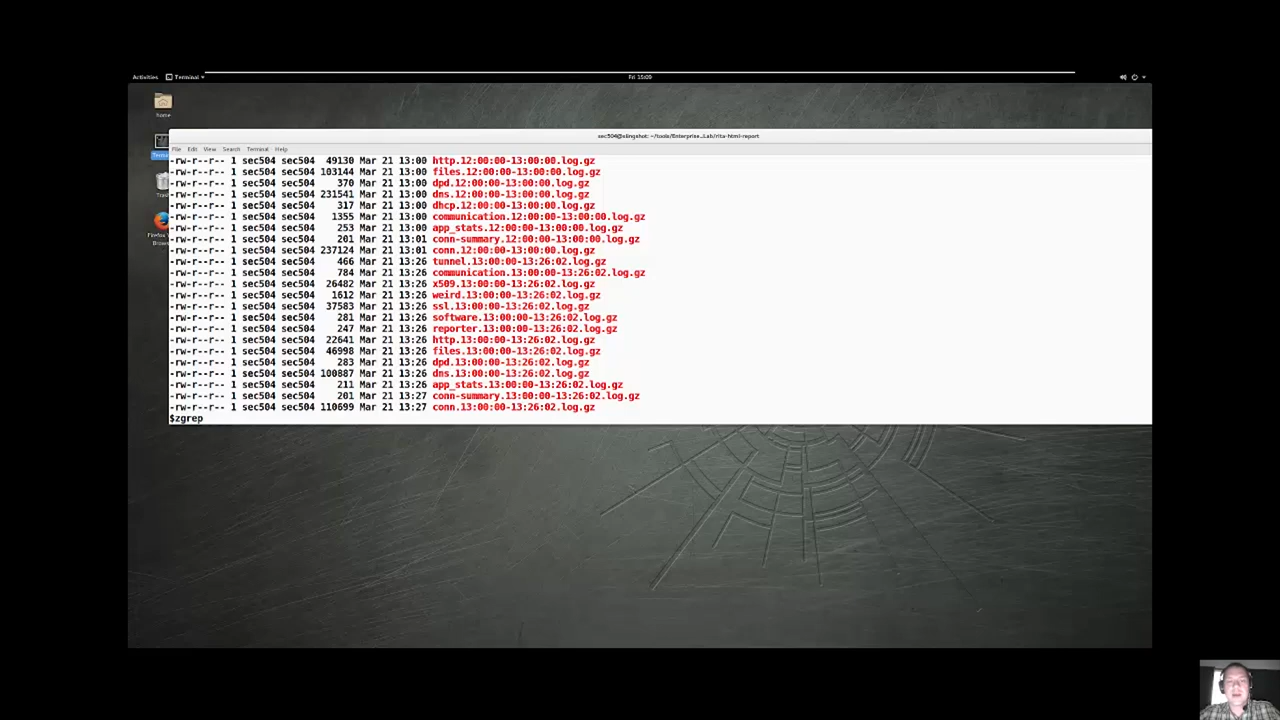 Activities Terminal Fri 15:09
home
sec504@slingshot: ~/tools/Enterprise_Lab/rita-html-report
File Edit View Search Terminal Help
-rw-r--r-- 1 sec504 sec504 49130 Mar 21 13:00 http.12:00:00-13:00:00.log.gz
-rw-r--r-- 1 sec504 sec504 103144 Mar 21 13:00 files.12:00:00-13:00:00.log.gz
-rw-r--r-- 1 sec504 sec504 370 Mar 21 13:00 dpd.12:00:00-13:00:00.log.gz
-rw-r--r-- 1 sec504 sec504 231541 Mar 21 13:00 dns.12:00:00-13:00:00.log.gz
-rw-r--r-- 1 sec504 sec504 317 Mar 21 13:00 dhcp.12:00:00-13:00:00.log.gz
-rw-r--r-- 1 sec504 sec504 1355 Mar 21 13:00 communication.12:00:00-13:00:00.log.gz
-rw-r--r-- 1 sec504 sec504 253 Mar 21 13:00 app_stats.12:00:00-13:00:00.log.gz
-rw-r--r-- 1 sec504 sec504 201 Mar 21 13:01 conn-summary.12:00:00-13:00:00.log.gz
-rw-r--r-- 1 sec504 sec504 237124 Mar 21 13:01 conn.12:00:00-13:00:00.log.gz
-rw-r--r-- 1 sec504 sec504 466 Mar 21 13:26 tunnel.13:00:00-13:26:02.log.gz
-rw-r--r-- 1 sec504 sec504 784 Mar 21 13:26 communication.13:00:00-13:26:02.log.gz
-rw-r--r-- 1 sec504 sec504 26482 Mar 21 13:26 x509.13:00:00-13:26:02.log.gz
-rw-r--r-- 1 sec504 sec504 1612 Mar 21 13:26 weird.13:00:00-13:26:02.log.gz
-rw-r--r-- 1 sec504 sec504 37583 Mar 21 13:26 ssl.13:00:00-13:26:02.log.gz
-rw-r--r-- 1 sec504 sec504 281 Mar 21 13:26 software.13:00:00-13:26:02.log.gz
-rw-r--r-- 1 sec504 sec504 247 Mar 21 13:26 reporter.13:00:00-13:26:02.log.gz
-rw-r--r-- 1 sec504 sec504 22641 Mar 21 13:26 http.13:00:00-13:26:02.log.gz
-rw-r--r-- 1 sec504 sec504 46998 Mar 21 13:26 files.13:00:00-13:26:02.log.gz
-rw-r--r-- 1 sec504 sec504 283 Mar 21 13:26 dpd.13:00:00-13:26:02.log.gz
-rw-r--r-- 1 sec504 sec504 100887 Mar 21 13:26 dns.13:00:00-13:26:02.log.gz
-rw-r--r-- 1 sec504 sec504 211 Mar 21 13:26 app_stats.13:00:00-13:26:02.log.gz
-rw-r--r-- 1 sec504 sec504 201 Mar 21 13:27 conn-summary.13:00:00-13:26:02.log.gz
-rw-r--r-- 1 sec504 sec504 110699 Mar 21 13:27 conn.13:00:00-13:26:02.log.gz
$zgrep
Firefox